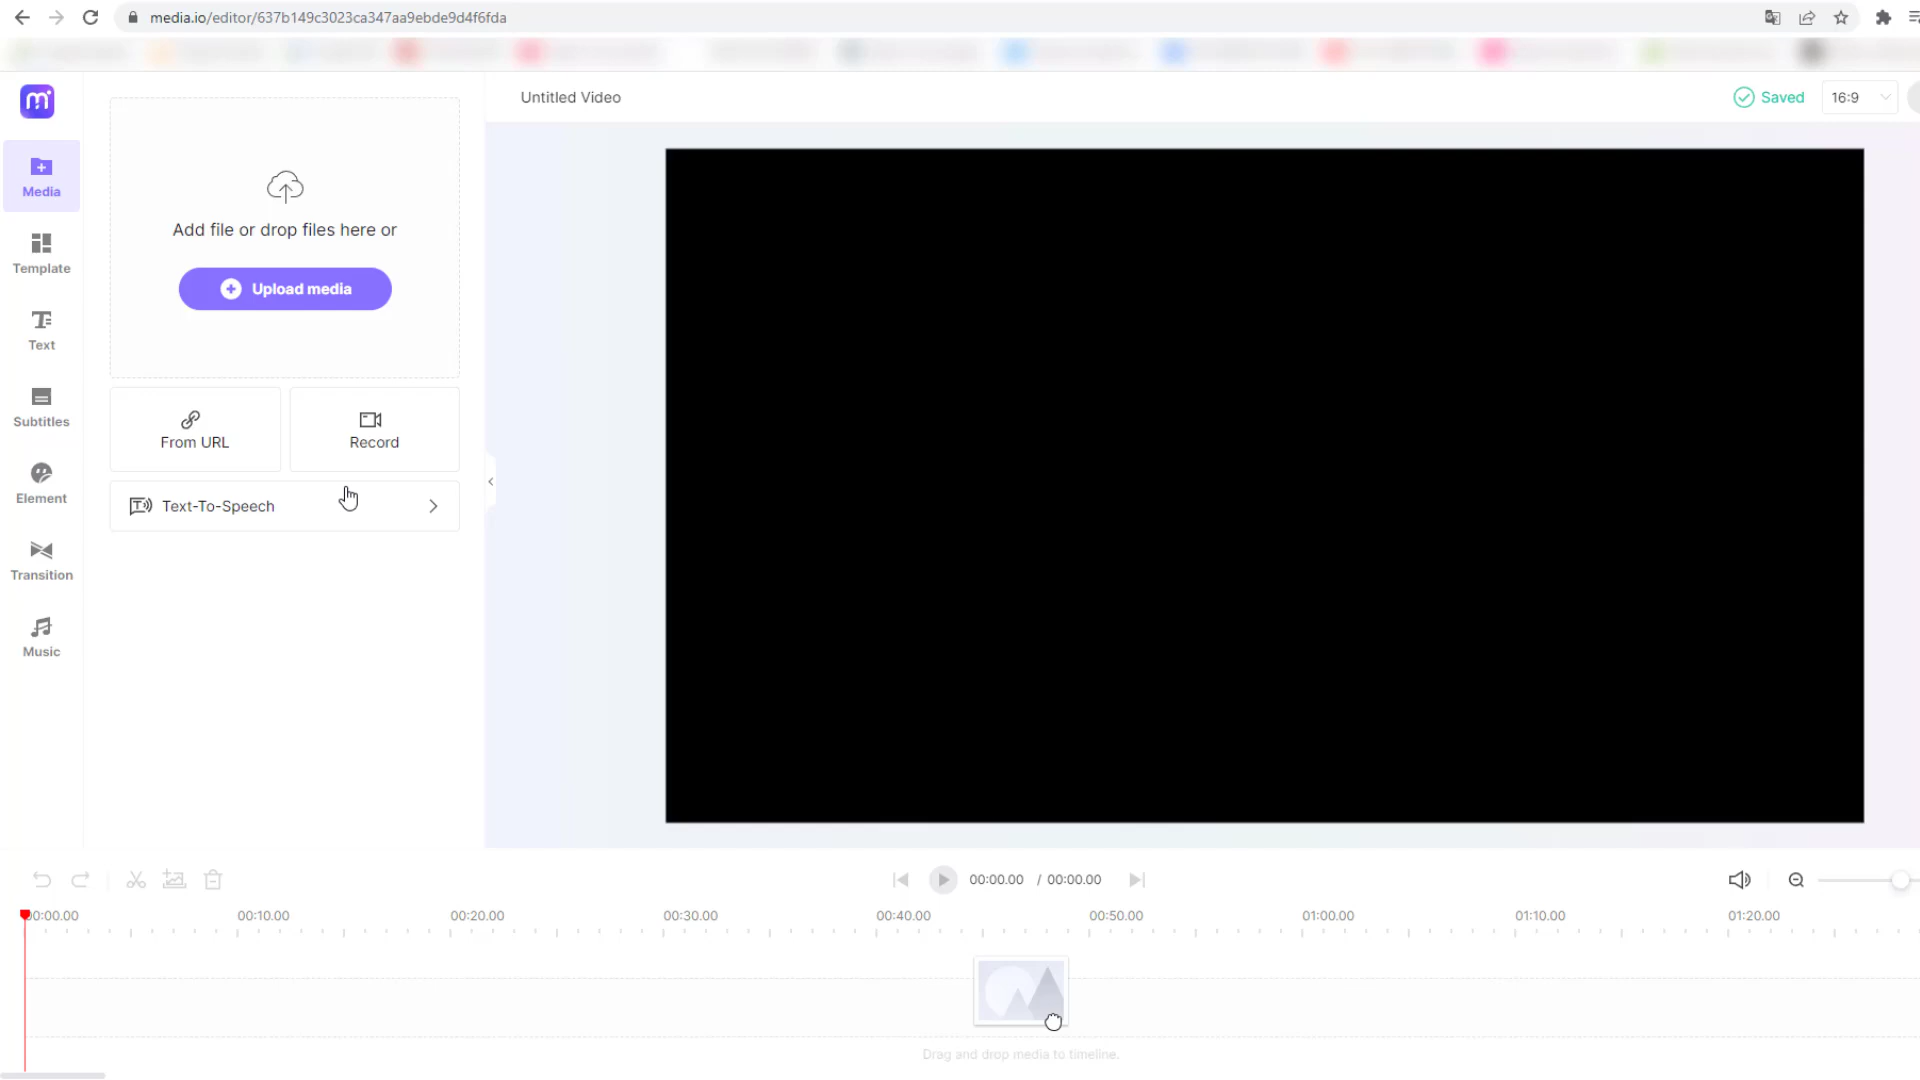 media.io/editor/637b149c3023ca347aa9ebde9d4f6fda
Untitled Video
Saved
16:9
Media
Template
Text
Subtitles
Element
Transition
Music
Add file or drop files here or
Upload media
From URL
Record
Text-To-Speech
00:00.00 / 00:00.00
00:00.00 00:10.00 00:20.00 00:30.00 00:40.00 00:50.00 01:00.00 01:10.00 01:20.00
Drag and drop media to timeline.